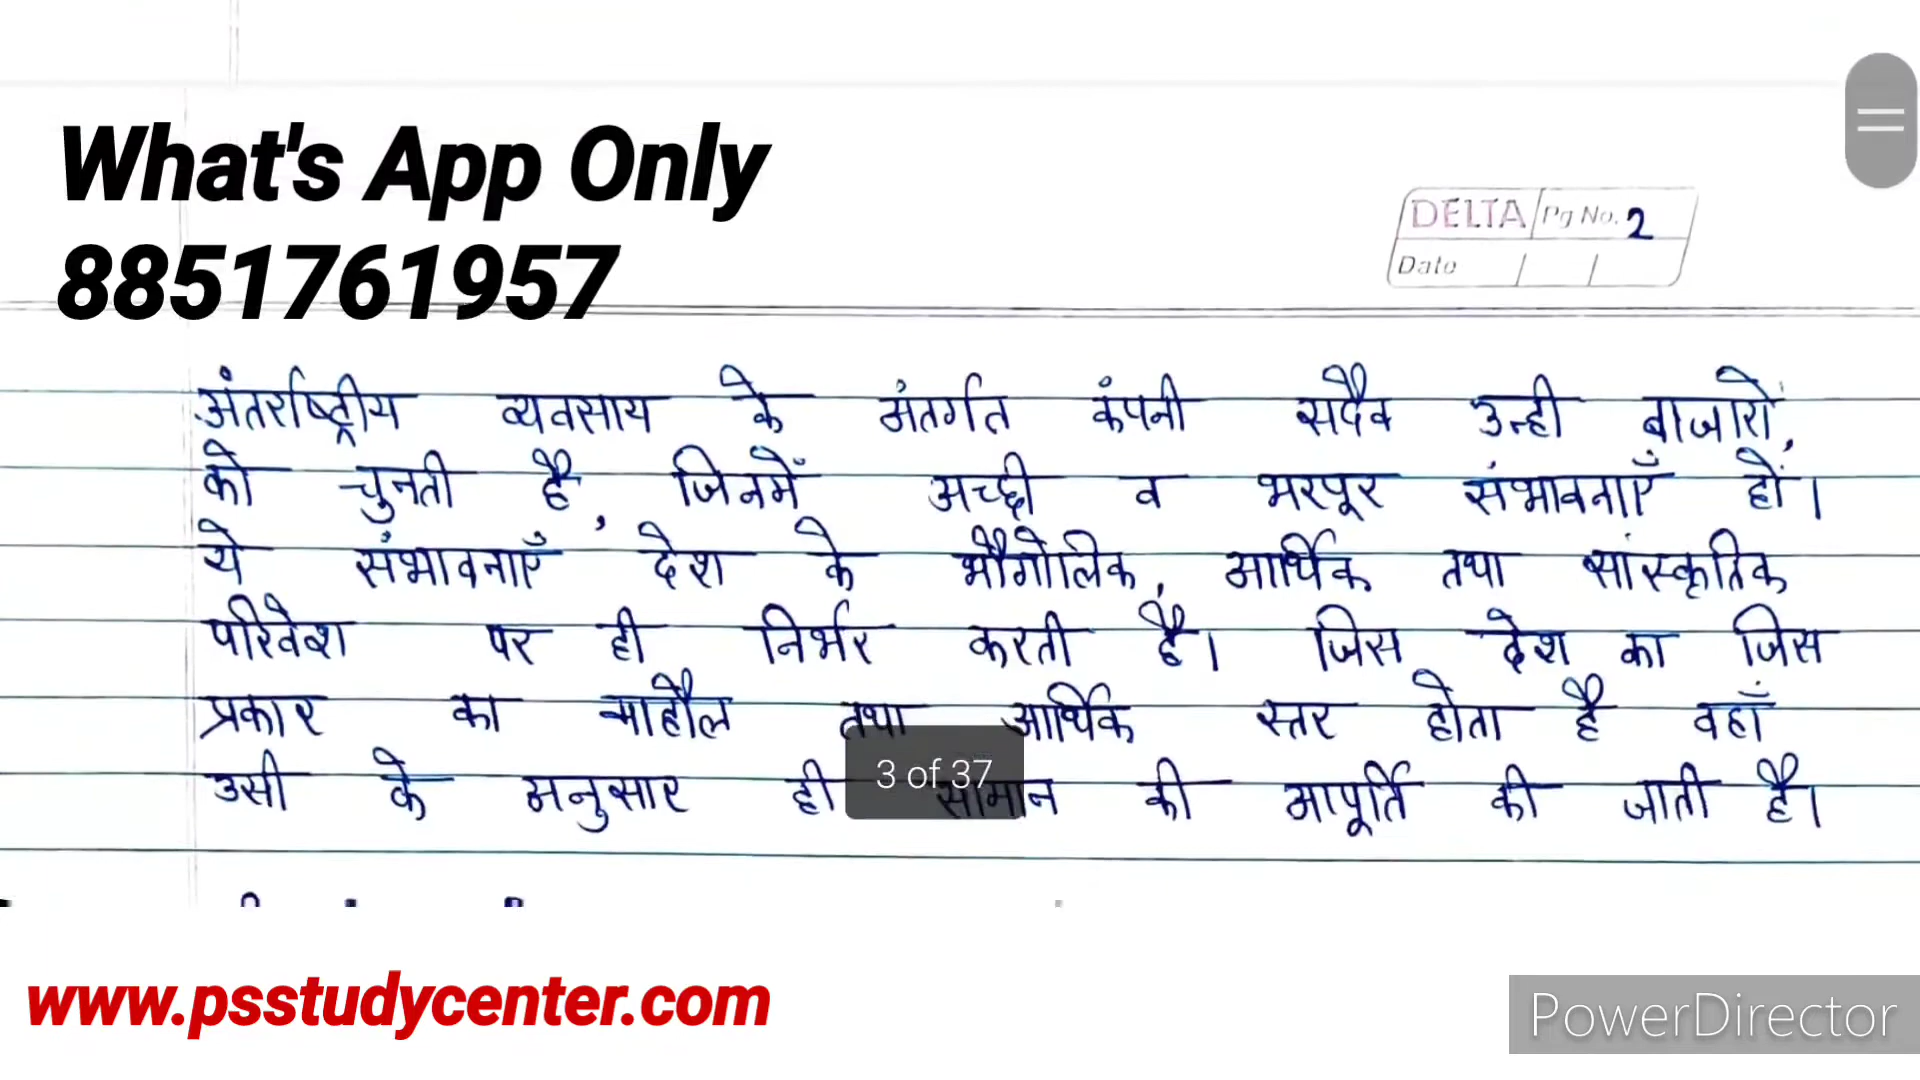 What's App Only
8851761957
DELTA Pg No. 2
Date
अंतर्राष्ट्रीय व्यवसाय के अंतर्गत कंपनी सदैव उन्ही बाजारों,
को चुनती है, जिनमें अच्छी व भरपूर संभावनाएँ हों।
ये संभावनाएँ देश के भौगोलिक, आर्थिक तथा सांस्कृतिक
परिवेश पर ही निर्भर करती हैं। जिस देश का जिस
प्रकार का माहौल तथा आर्थिक स्तर होता है वहाँ
उसी के अनुसार ही सामान की आपूर्ति की जाती है।
3 of 37
www.psstudycenter.com
PowerDirector